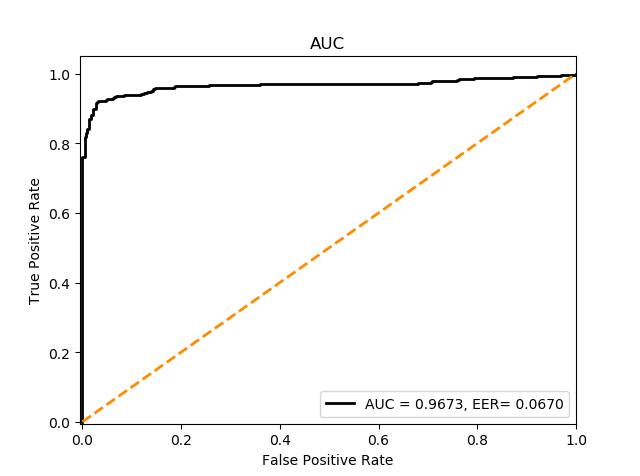 AUC
1.0
0.8
0.6
0.4
0.2
0.0
True Positive Rate
AUC = 0.9673, EER= 0.0670
0.0 0.2 0.4 0.6 0.8 1.0
False Positive Rate